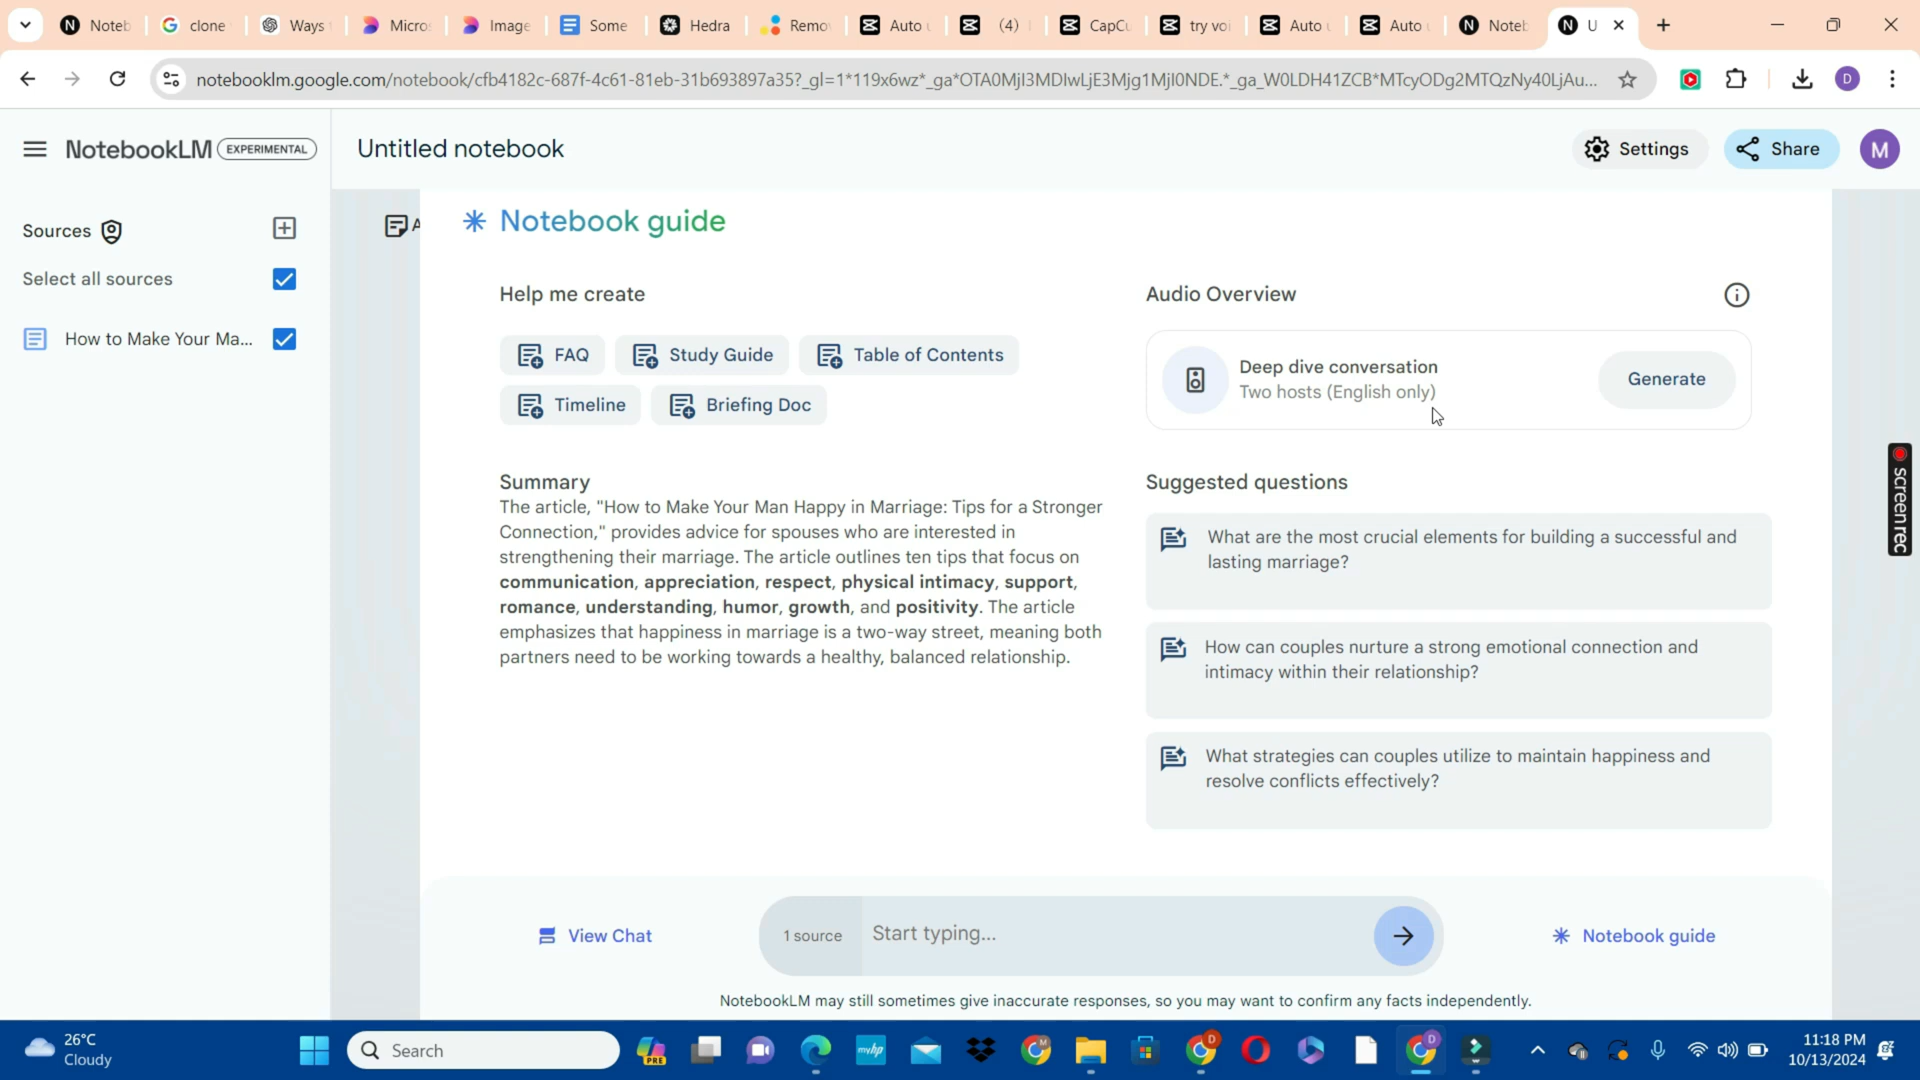 Noteb
clone
Ways
Micro
Image
Some
Hedra
Remo
Auto
(4)
CapCu
try voi
Auto
Auto
Noteb
U
notebooklm.google.com/notebook/cfb4182c-687f-4c61-81eb-31b693897a35?_gl=1*119x6wz*_ga*OTA0MjI3MDIwLjE3Mjg1MjI0NDE.*_ga_W0LDH41ZCB*MTcyODg2MTQzNy40LjAu...
D
NotebookLM EXPERIMENTAL
Untitled notebook
Settings
Share
M
Sources
Select all sources
How to Make Your Ma...
A
Notebook guide
Help me create
FAQ
Study Guide
Table of Contents
Timeline
Briefing Doc
Audio Overview
Deep dive conversation
Two hosts (English only)
Generate
Summary
The article, "How to Make Your Man Happy in Marriage: Tips for a Stronger
Connection," provides advice for spouses who are interested in
strengthening their marriage. The article outlines ten tips that focus on
communication, appreciation, respect, physical intimacy, support,
romance, understanding, humor, growth, and positivity. The article
emphasizes that happiness in marriage is a two-way street, meaning both
partners need to be working towards a healthy, balanced relationship.
Suggested questions
What are the most crucial elements for building a successful and
lasting marriage?
How can couples nurture a strong emotional connection and
intimacy within their relationship?
What strategies can couples utilize to maintain happiness and
resolve conflicts effectively?
screenrec
View Chat
1 source
Start typing...
Notebook guide
NotebookLM may still sometimes give inaccurate responses, so you may want to confirm any facts independently.
26°C
Cloudy
Search
PRE
myhp
M
D
D
11:18 PM
10/13/2024